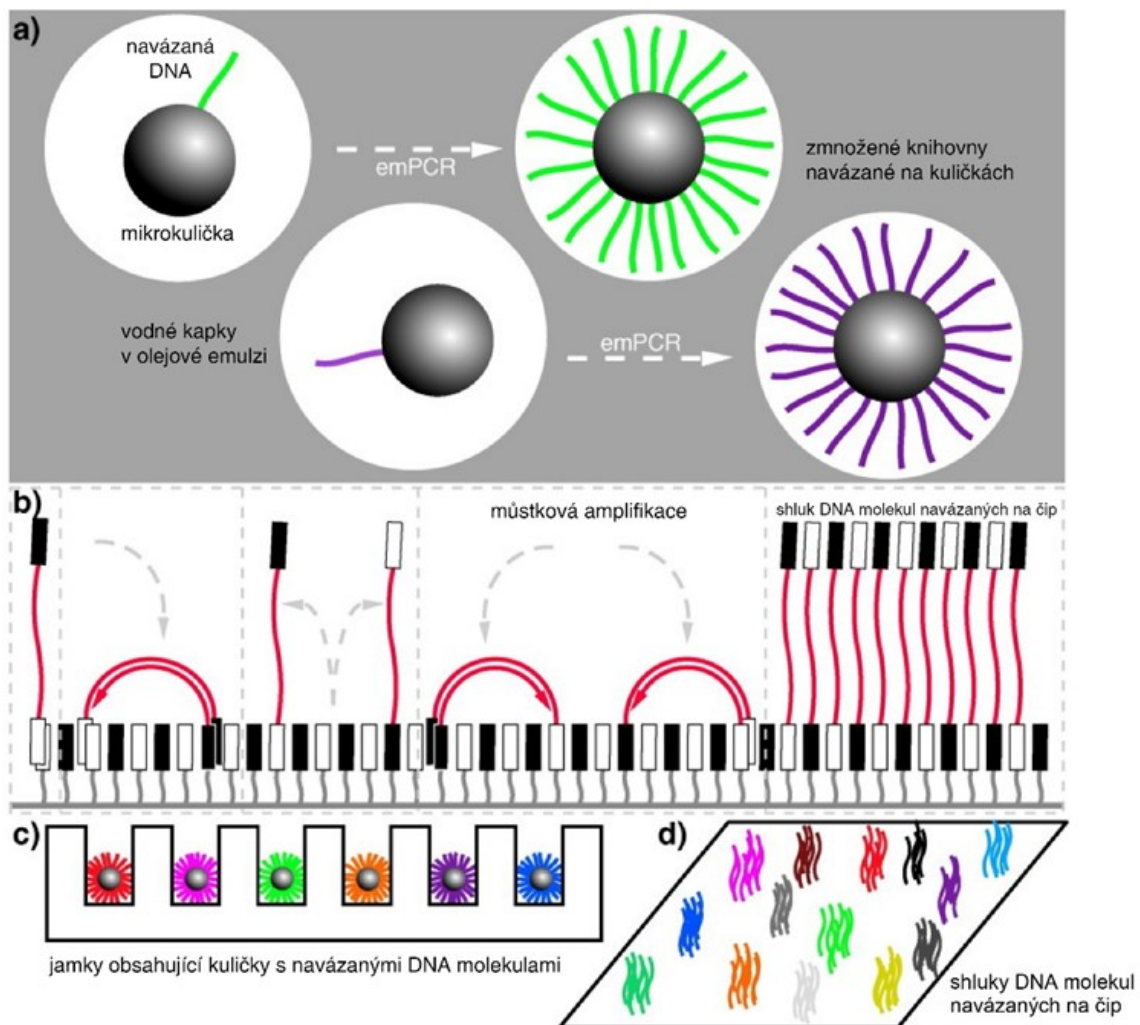 a)
navázaná
DNA
mikrokulička
emPCR
zmnožené knihovny
navázané na kuličkách
vodné kapky
v olejové emulzi
emPCR
b)
můstková amplifikace
shluk DNA molekul navázaných na čip
c)
jamky obsahující kuličky s navázanými DNA molekulami
d)
shluky DNA molekul
navázaných na čip